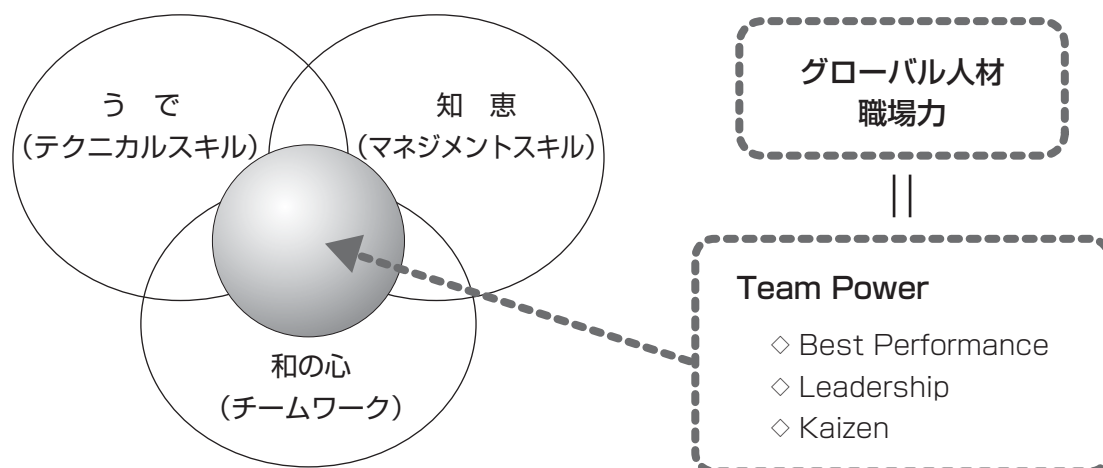 う で
（テクニカルスキル）
知 恵
（マネジメントスキル）
和の心
（チームワーク）
グローバル人材
職場力
||
Team Power
◇ Best Performance
◇ Leadership
◇ Kaizen